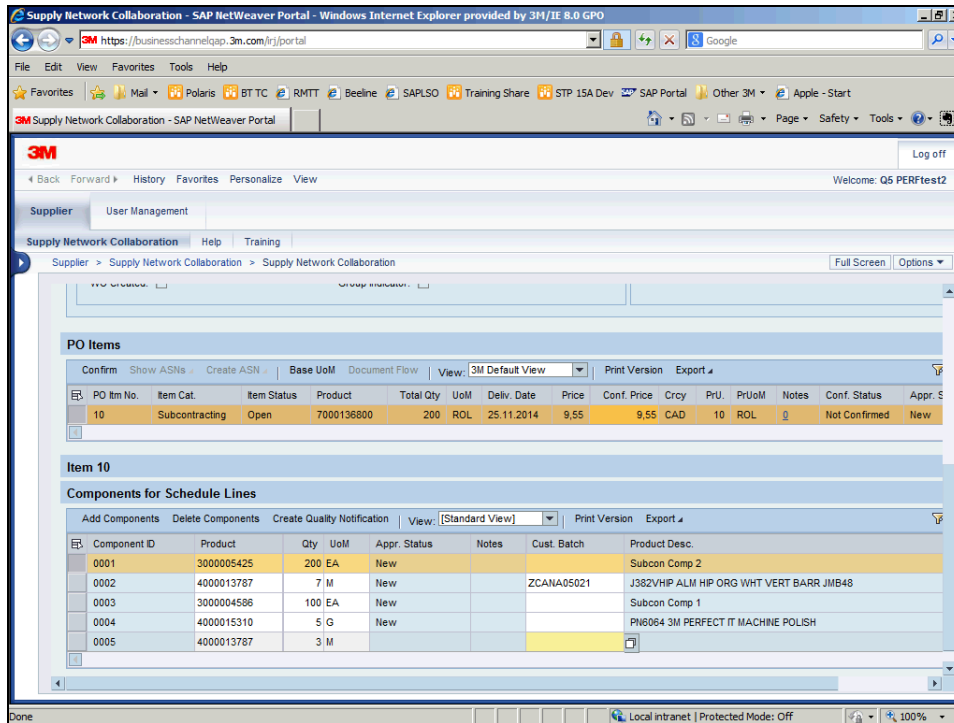 Supply Network Collaboration - SAP NetWeaver Portal - Windows Internet Explorer provided by 3M/IE 8.0 GPO
3M https://businesschannelqap.3m.com/irj/portal
Google
File Edit View Favorites Tools Help
Favorites Mail Polaris BT TC RMTT Beeline SAPLSO Training Share STP 15A Dev SAP Portal Other 3M Apple - Start
3M Supply Network Collaboration - SAP NetWeaver Portal
Page Safety Tools
3M
Log off
Back Forward History Favorites Personalize View
Welcome: Q5 PERFtest2
Supplier User Management
Supply Network Collaboration Help Training
Supplier > Supply Network Collaboration > Supply Network Collaboration
Full Screen Options
WO Created: Group Indicator:
PO Items
Confirm Show ASNs Create ASN Base UoM Document Flow View: 3M Default View Print Version Export
PO Itm No. Item Cat. Item Status Product Total Qty UoM Deliv. Date Price Conf. Price Crcy PrU. PrUoM Notes Conf. Status Appr. S
10 Subcontracting Open 7000136800 200 ROL 25.11.2014 9,55 9,55 CAD 10 ROL 0 Not Confirmed New
Item 10
Components for Schedule Lines
Add Components Delete Components Create Quality Notification View: [Standard View] Print Version Export
Component ID Product Qty UoM Appr. Status Notes Cust. Batch Product Desc.
0001 3000005425 200 EA New Subcon Comp 2
0002 4000013787 7 M New ZCANA05021 J382VHIP ALM HIP ORG WHT VERT BARR JMB48
0003 3000004586 100 EA New Subcon Comp 1
0004 4000015310 5 G New PN6064 3M PERFECT IT MACHINE POLISH
0005 4000013787 3 M
Done
Local intranet | Protected Mode: Off
100%